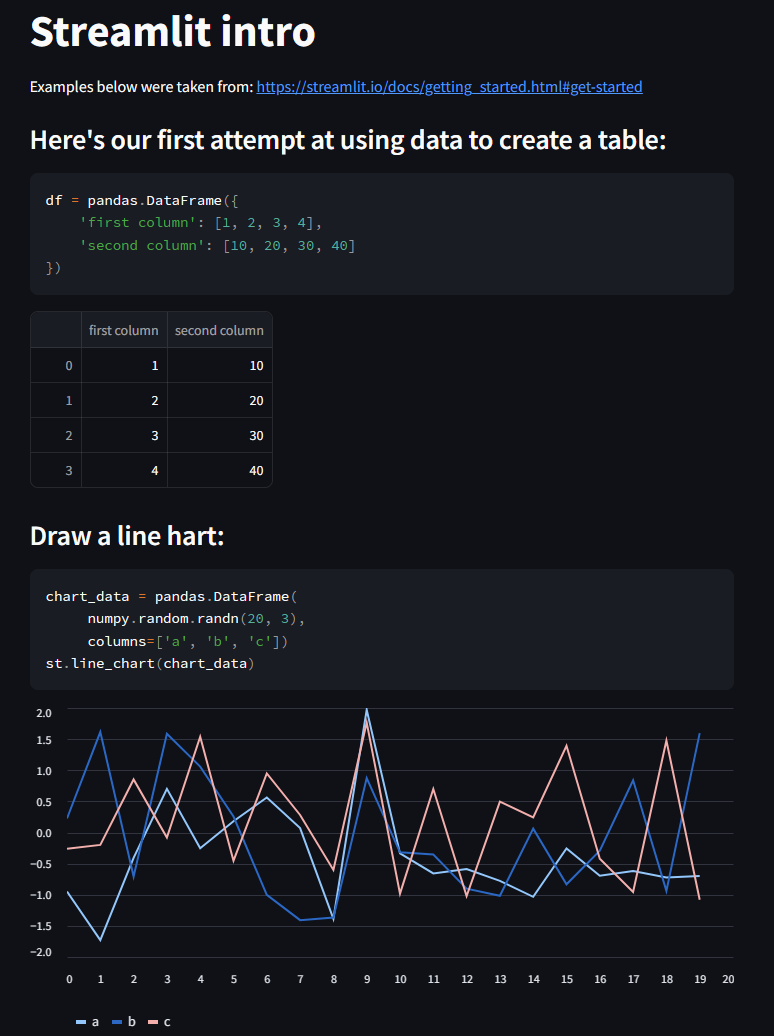 Streamlit intro
Examples below were taken from: https://streamlit.io/docs/getting_started.html#get-started
Here's our first attempt at using data to create a table:
df = pandas.DataFrame({
    'first column': [1, 2, 3, 4],
    'second column': [10, 20, 30, 40]
})
first column second column
0 1 10
1 2 20
2 3 30
3 4 40
Draw a line hart:
chart_data = pandas.DataFrame(
     numpy.random.randn(20, 3),
     columns=['a', 'b', 'c'])
st.line_chart(chart_data)
2.0
1.5
1.0
0.5
0.0
−0.5
−1.0
−1.5
−2.0
0 1 2 3 4 5 6 7 8 9 10 11 12 13 14 15 16 17 18 19 20
a b c